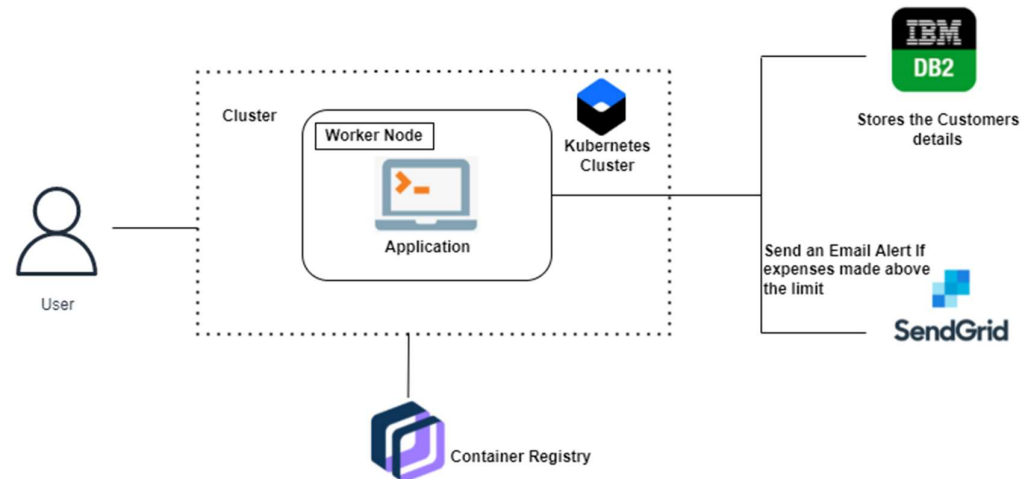 IBM
DB2
Stores the Customers
details
Cluster
Worker Node
Kubernetes
Cluster
Application
User
Send an Email Alert If
expenses made above
the limit
SendGrid
Container Registry